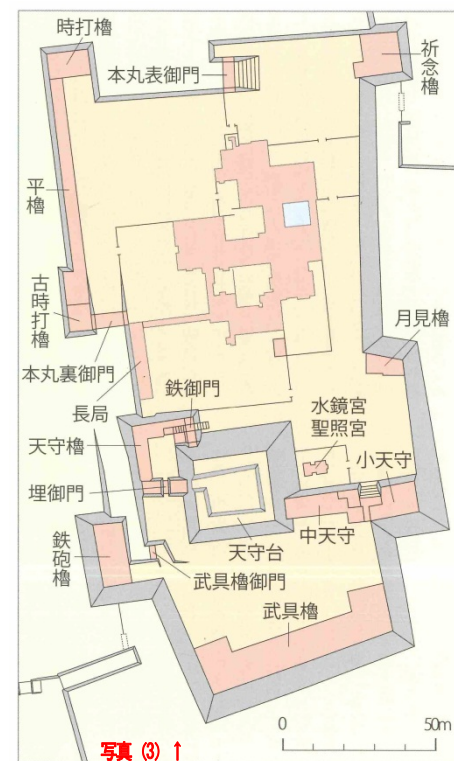 時打櫓
本丸表御門
祈念櫓
平櫓
古時打櫓
本丸裏御門
月見櫓
長局
鉄御門
天守櫓
水鏡宮
聖照宮
小天守
埋御門
中天守
天守台
鉄砲櫓
武具櫓御門
武具櫓
0 50m
写真 (3) ↑